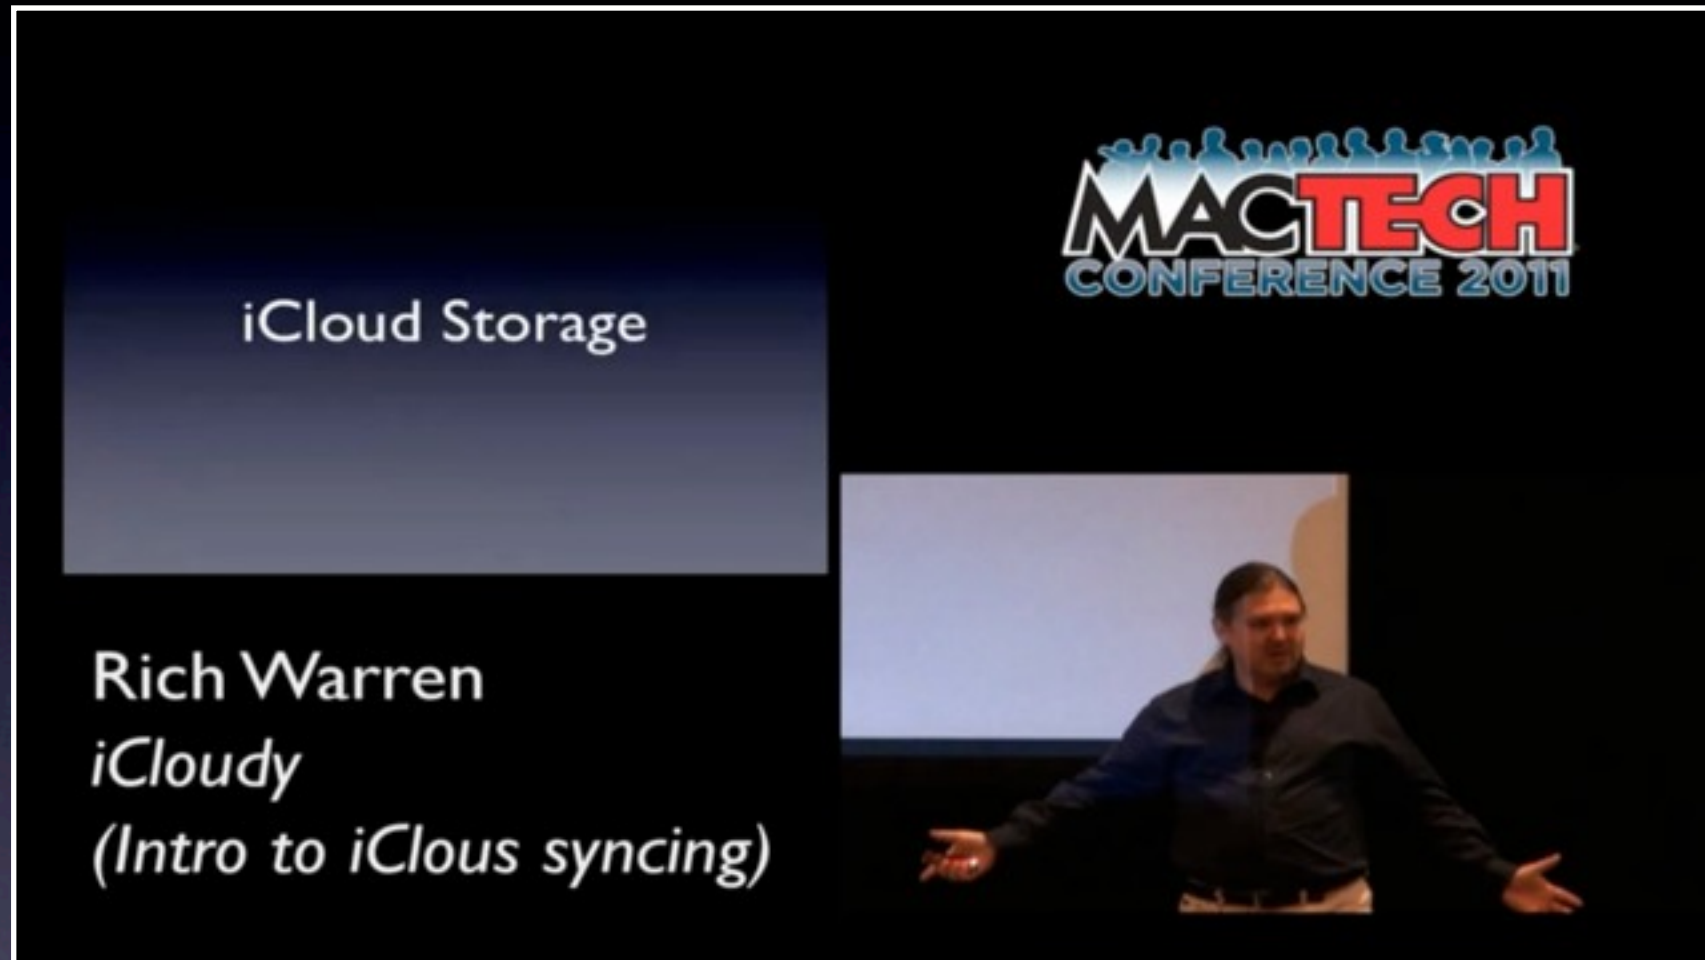 iCloud Storage
MACTECH
CONFERENCE 2011
Rich Warren
iCloudy
(Intro to iClous syncing)